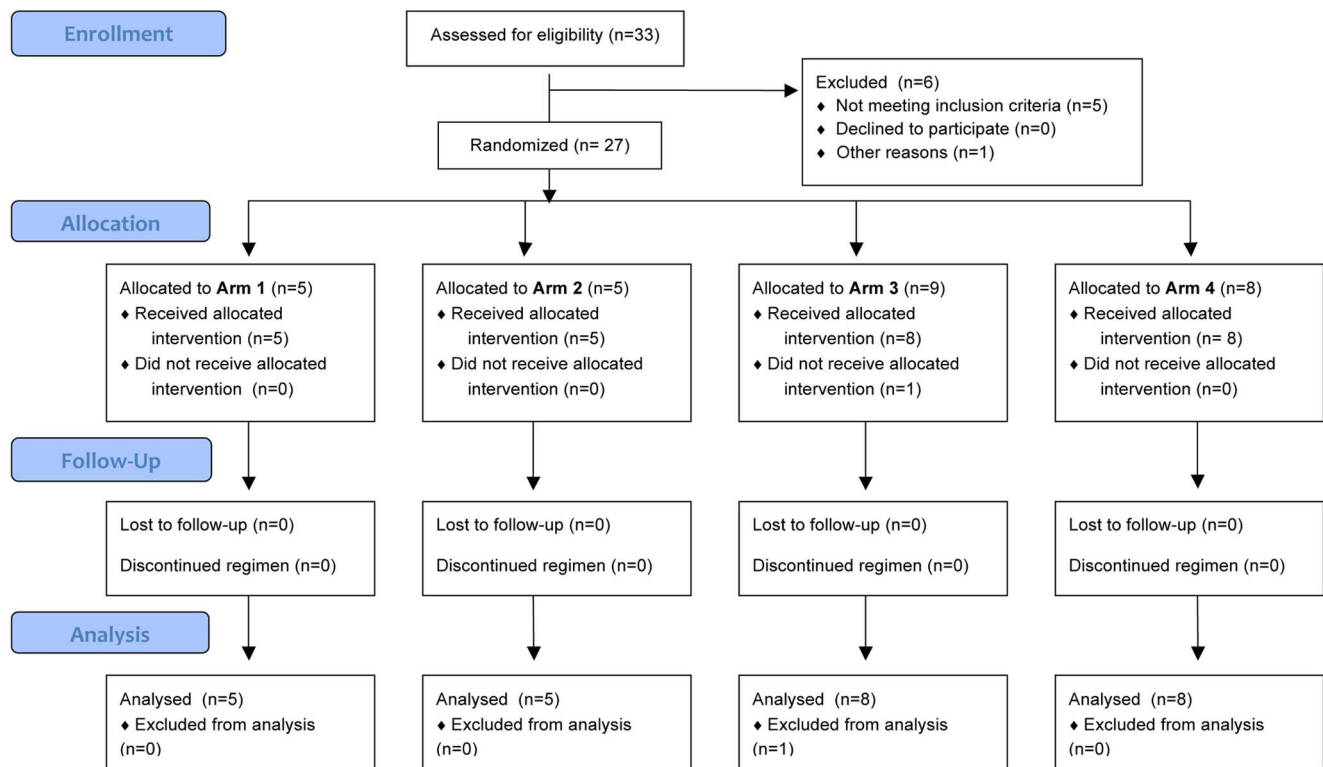 Enrollment
Assessed for eligibility (n=33)
Excluded (n=6)
♦ Not meeting inclusion criteria (n=5)
♦ Declined to participate (n=0)
♦ Other reasons (n=1)
Randomized (n= 27)
Allocation
Allocated to Arm 1 (n=5)
♦ Received allocated
intervention (n=5)
♦ Did not receive allocated
intervention (n=0)
Allocated to Arm 2 (n=5)
♦ Received allocated
intervention (n=5)
♦ Did not receive allocated
intervention (n=0)
Allocated to Arm 3 (n=9)
♦ Received allocated
intervention (n=8)
♦ Did not receive allocated
intervention (n=1)
Allocated to Arm 4 (n=8)
♦ Received allocated
intervention (n= 8)
♦ Did not receive allocated
intervention (n=0)
Follow-Up
Lost to follow-up (n=0)
Discontinued regimen (n=0)
Lost to follow-up (n=0)
Discontinued regimen (n=0)
Lost to follow-up (n=0)
Discontinued regimen (n=0)
Lost to follow-up (n=0)
Discontinued regimen (n=0)
Analysis
Analysed (n=5)
♦ Excluded from analysis
(n=0)
Analysed (n=5)
♦ Excluded from analysis
(n=0)
Analysed (n=8)
♦ Excluded from analysis
(n=1)
Analysed (n=8)
♦ Excluded from analysis
(n=0)